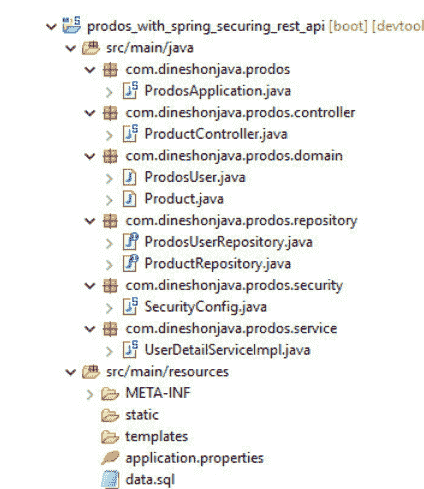 prodos_with_spring_securing_rest_api [boot] [devtool
src/main/java
com.dineshonjava.prodos
ProdosApplication.java
com.dineshonjava.prodos.controller
ProductController.java
com.dineshonjava.prodos.domain
ProdosUser.java
Product.java
com.dineshonjava.prodos.repository
ProdosUserRepository.java
ProductRepository.java
com.dineshonjava.prodos.security
SecurityConfig.java
com.dineshonjava.prodos.service
UserDetailServiceImpl.java
src/main/resources
META-INF
static
templates
application.properties
data.sql